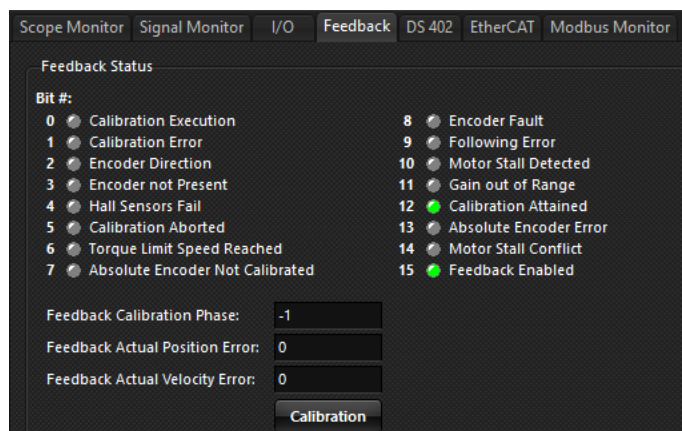 Scope Monitor Signal Monitor I/O Feedback DS 402 EtherCAT Modbus Monitor
Feedback Status
Bit #:
0 Calibration Execution
1 Calibration Error
2 Encoder Direction
3 Encoder not Present
4 Hall Sensors Fail
5 Calibration Aborted
6 Torque Limit Speed Reached
7 Absolute Encoder Not Calibrated
8 Encoder Fault
9 Following Error
10 Motor Stall Detected
11 Gain out of Range
12 Calibration Attained
13 Absolute Encoder Error
14 Motor Stall Conflict
15 Feedback Enabled
Feedback Calibration Phase: -1
Feedback Actual Position Error: 0
Feedback Actual Velocity Error: 0
Calibration